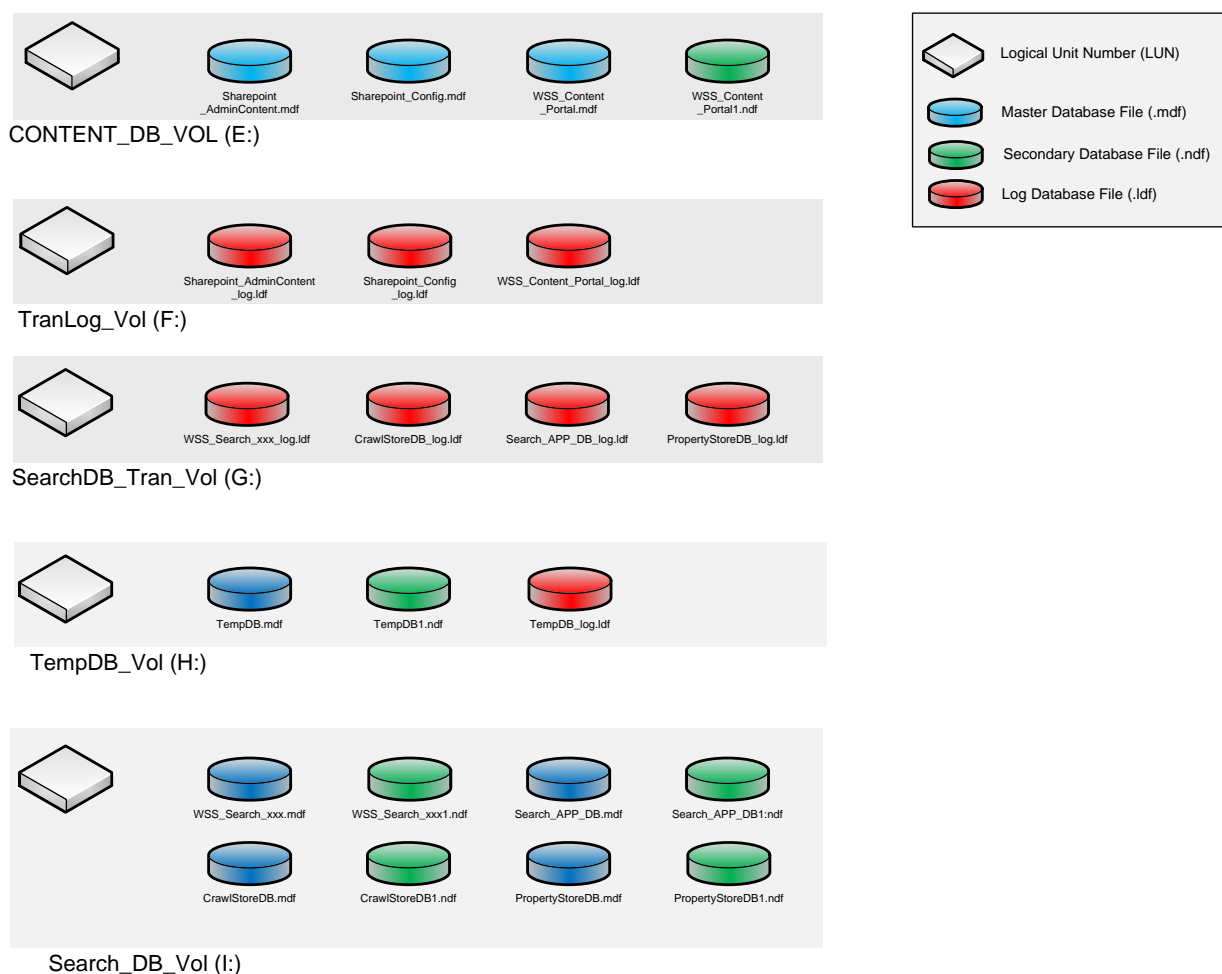 Sharepoint
_AdminContent.mdf
Sharepoint_Config.mdf
WSS_Content
_Portal.mdf
WSS_Content
_Portal1.ndf
CONTENT_DB_VOL (E:)
Logical Unit Number (LUN)
Master Database File (.mdf)
Secondary Database File (.ndf)
Log Database File (.ldf)
Sharepoint_AdminContent
_log.ldf
Sharepoint_Config
_log.ldf
WSS_Content_Portal_log.ldf
TranLog_Vol (F:)
WSS_Search_xxx_log.ldf
CrawlStoreDB_log.ldf
Search_APP_DB_log.ldf
PropertyStoreDB_log.ldf
SearchDB_Tran_Vol (G:)
TempDB.mdf
TempDB1.ndf
TempDB_log.ldf
TempDB_Vol (H:)
WSS_Search_xxx.mdf
WSS_Search_xxx1.ndf
Search_APP_DB.mdf
Search_APP_DB1:ndf
CrawlStoreDB.mdf
CrawlStoreDB1.ndf
PropertyStoreDB.mdf
PropertyStoreDB1.ndf
Search_DB_Vol (I:)